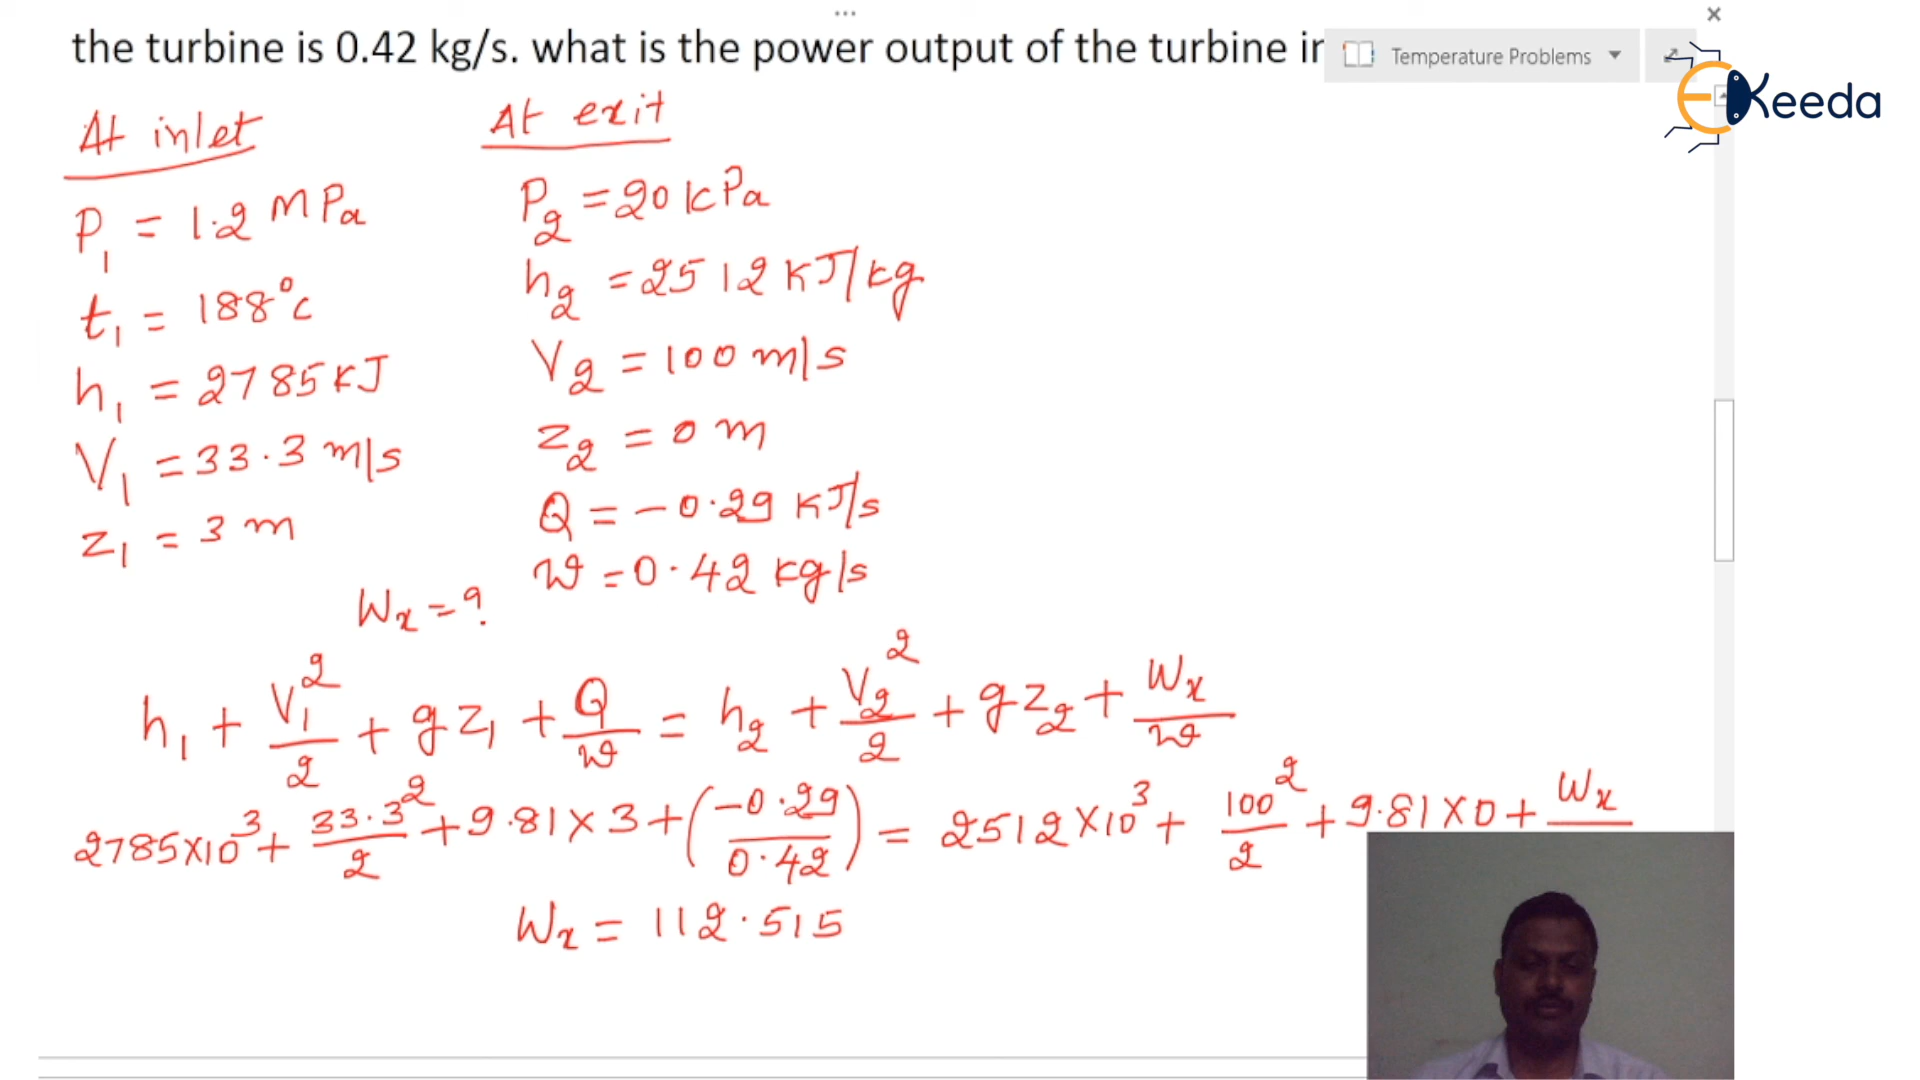 the turbine is 0.42 kg/s. what is the power output of the turbine in
Temperature Problems
Keeda
At inlet
P₁ = 1.2 MPa
t₁ = 188°c
h₁ = 2785 KJ
V₁ = 33.3 m/s
z₁ = 3 m
At exit
P₂ = 20 kPa
h₂ = 2512 KJ/kg
V₂ = 100 m/s
z₂ = 0 m
Q = -0.29 KJ/s
w = 0.42 kg/s
Wx = ?
h₁ + V₁²/2 + gz₁ + Q/w = h₂ + V₂²/2 + gz₂ + Wx/w
2785×10³ + 33.3²/2 + 9.81×3 + (-0.29/0.42) = 2512×10³ + 100²/2 + 9.81×0 + Wx
Wx = 112.515